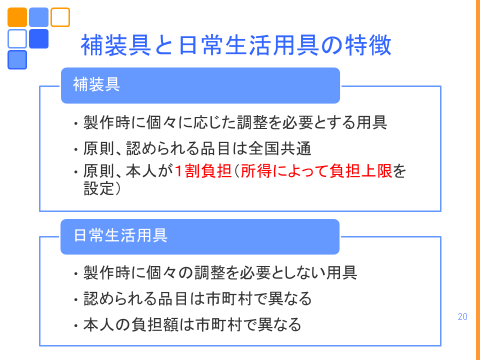 補装具と日常生活用具の特徴
補装具
・製作時に個々に応じた調整を必要とする用具
・原則、認められる品目は全国共通
・原則、本人が１割負担（所得によって負担上限を
設定）
日常生活用具
・製作時に個々の調整を必要としない用具
・認められる品目は市町村で異なる
・本人の負担額は市町村で異なる
20